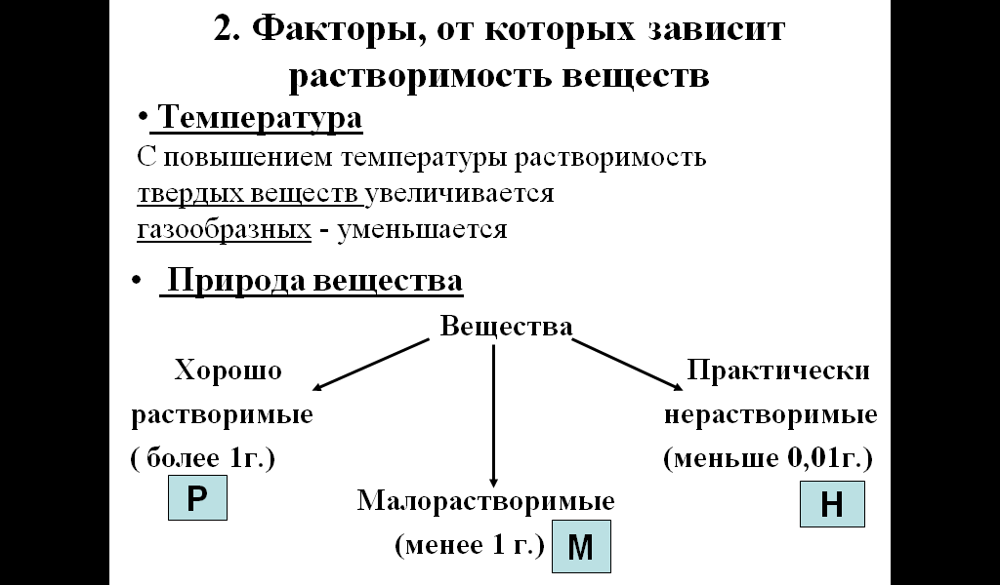 2. Факторы, от которых зависит
растворимость веществ
• Температура
С повышением температуры растворимость
твердых веществ увеличивается
газообразных - уменьшается
• Природа вещества
Вещества
Хорошо
растворимые
( более 1г.)
Р
Малорастворимые
(менее 1 г.)
М
Практически
нерастворимые
(меньше 0,01г.)
Н